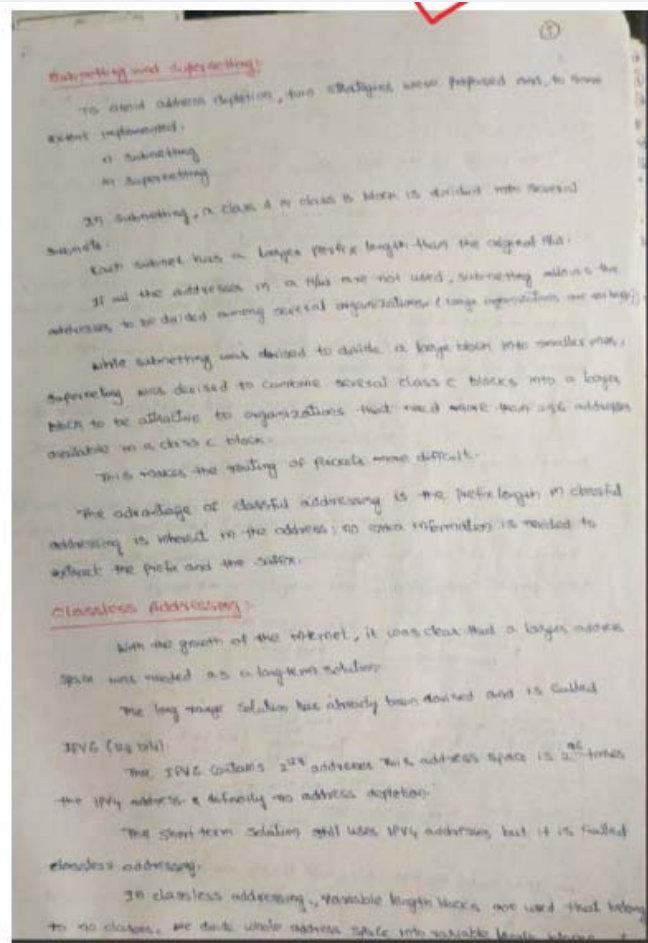 5
Subnetting and Supernetting:
To avoid address depletion, two strategies were proposed and, to some
extent implemented.
i) Subnetting
ii) Supernetting
In subnetting, a class A or class B block is divided into several
subnets.
Each subnet has a larger prefix length than the original
If all the addresses in a N/w are not used, subnetting allows the
addresses to be divided among several organizations. (large organizations are
while subnetting was devised to divide a large block into smaller ones,
supernetting was devised to combine several class C blocks into a larger
block to be attractive to organizations that need more than 256 addresses
available in a class C block.
This makes the routing of packets more difficult.
The advantage of classful addressing is the prefix length in classful
addressing is inherent in the address; no extra information is needed to
extract the prefix and the suffix.
Classless Addressing:-
With the growth of the internet, it was clear that a larger address
space was needed as a long-term solution.
The long range solution has already been devised and is called
IPV6 (128 bits)
The IPV6 contains 2^128 addresses This address space is 2^96 times
the IPV4 address. & definitely no address depletion.
The short term solution still uses IPV4 addressing but it is called
classless addressing.
In classless addressing, variable length blocks are used that belong
to no classes. We divide whole address space into variable length blocks.